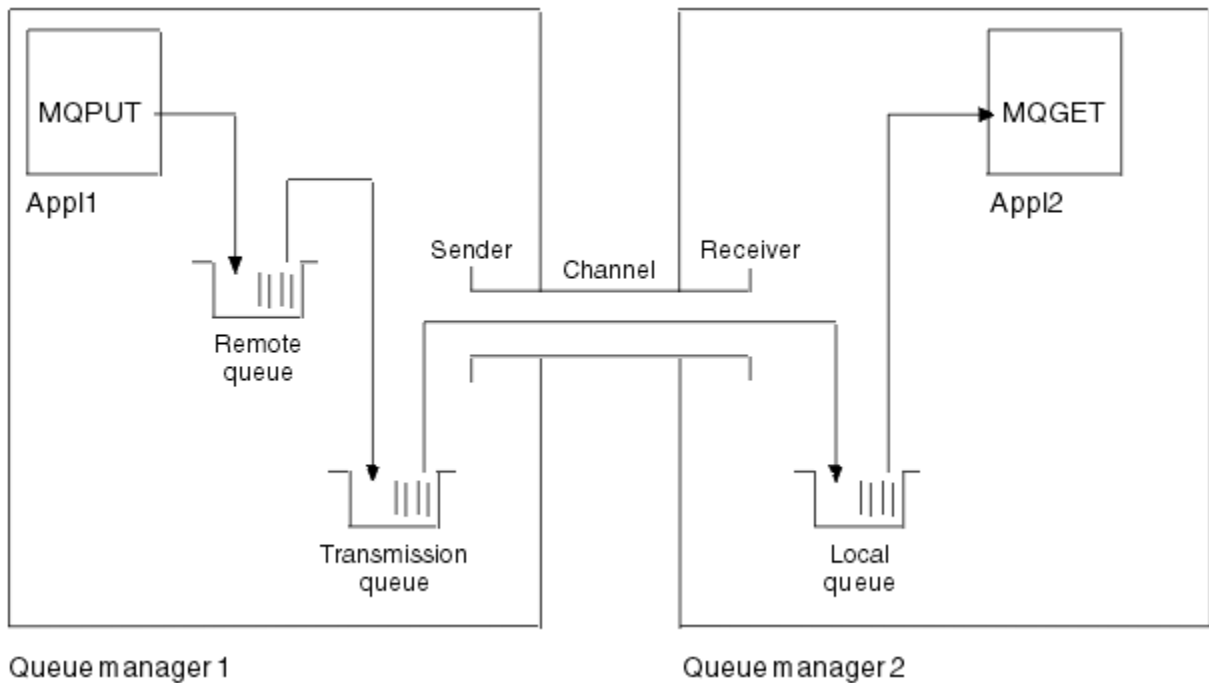 MQPUT
MQGET
Appl1
Appl2
Sender
Channel
Receiver
Remote
queue
Transmission
queue
Local
queue
Queue manager 1
Queue manager 2